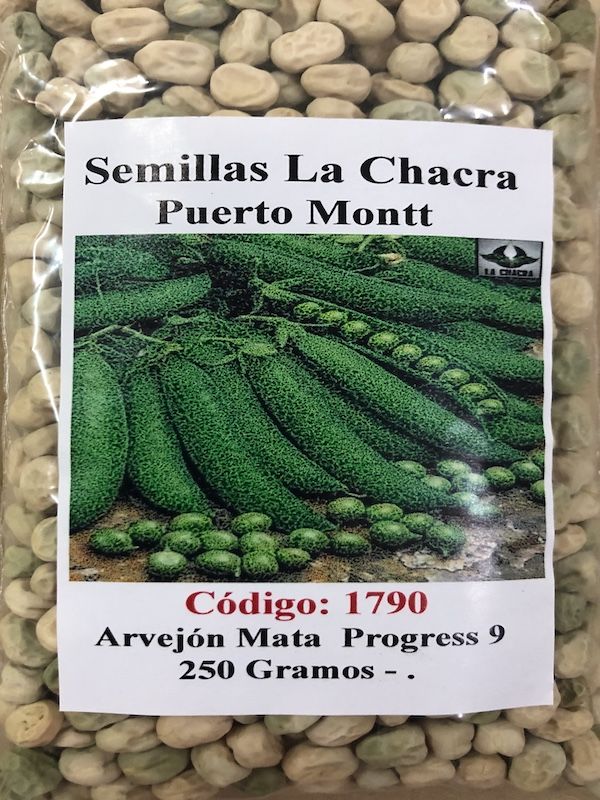 Semillas La Chacra
Puerto Montt
LA CHACRA
Código: 1790
Arvejón Mata Progress 9
250 Gramos - .